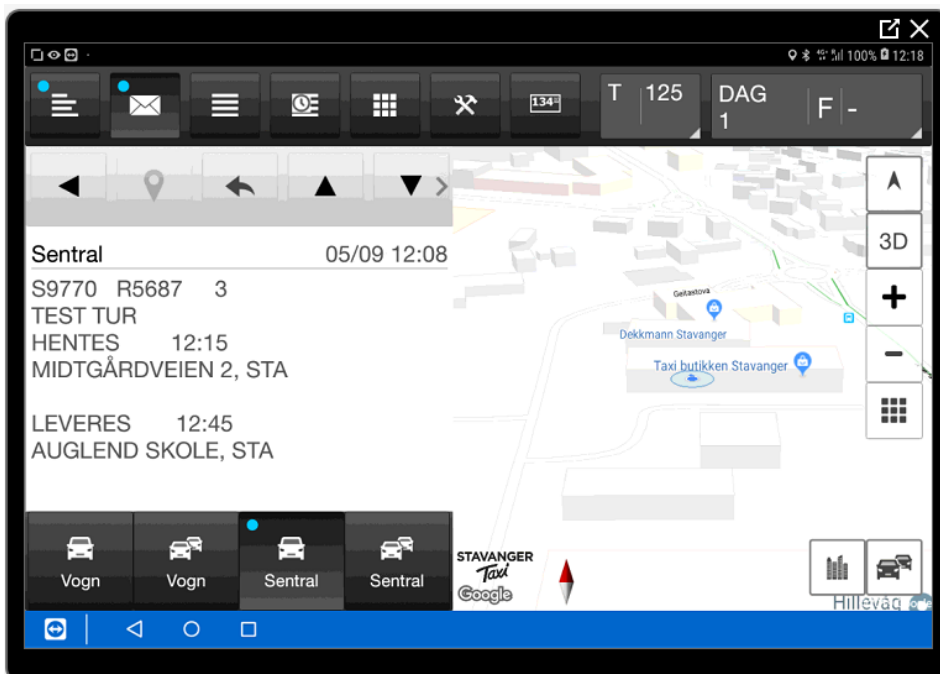 100% 12:18
134
T 125
DAG
1
F -
Sentral 05/09 12:08
S9770 R5687 3
TEST TUR
HENTES 12:15
MIDTGÅRDVEIEN 2, STA
LEVERES 12:45
AUGLEND SKOLE, STA
Vogn
Vogn
Sentral
Sentral
Geitastova
Dekkmann Stavanger
Taxi butikken Stavanger
3D
STAVANGER
Taxi
Google
Hillevåg